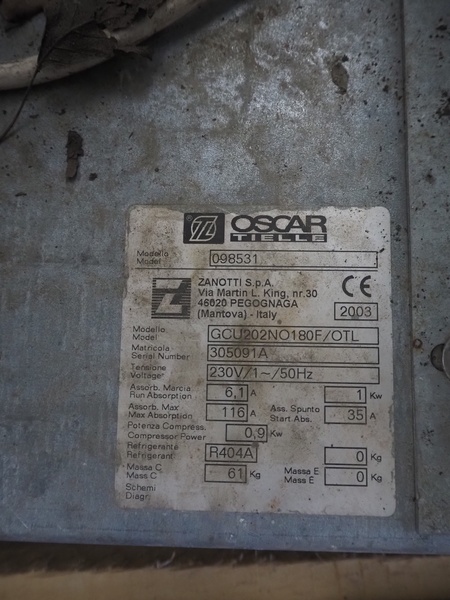 OSCAR
TIELLE
Modello
Model 098531
ZANOTTI S.p.A.
Via Martin L. King, nr.30
46020 PEGOGNAGA
(Mantova) - Italy
CE
2003
Modello
Model GCU202NO180F/OTL
Matricola
Serial Number 305091A
Tensione
Voltage 230V/1~/50Hz
Assorb. Marcia
Run Absorption 6,1 A 1 Kw
Assorb. Max
Max Absorption 116 A
Ass. Spunto
Start Abs. 35 A
Potenza Compress.
Compressor Power 0,9 Kw
Refrigerante
Refrigerant R404A 0 Kg
Massa C
Mass C 61 Kg
Massa E
Mass E 0 Kg
Schemi
Diagr.